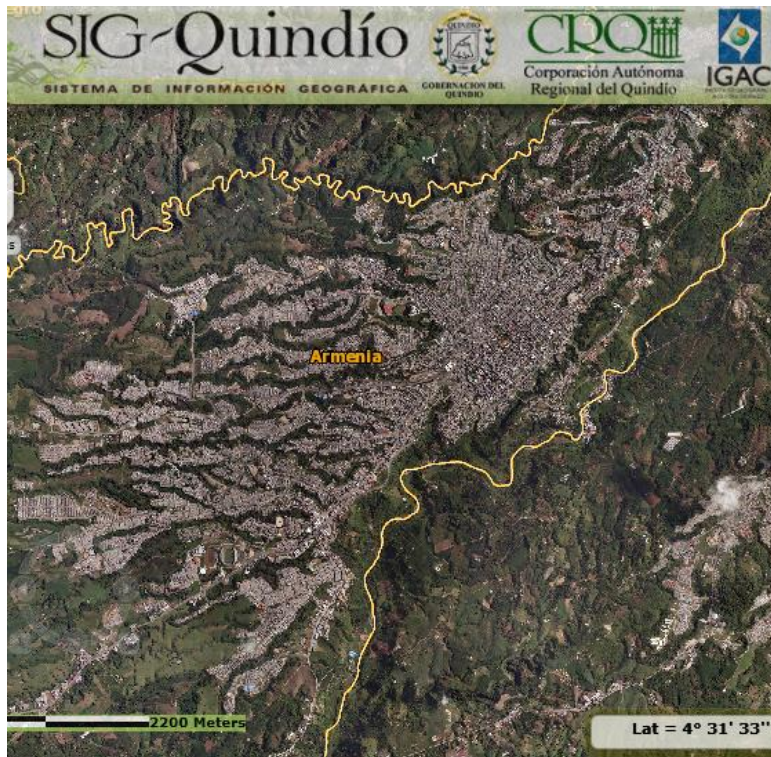 SIG-Quindío
SISTEMA DE INFORMACIÓN GEOGRÁFICA
GOBERNACION DEL
QUINDIO
CRQ
Corporación Autónoma
Regional del Quindío
IGAC
Armenia
2200 Meters
Lat = 4° 31' 33"